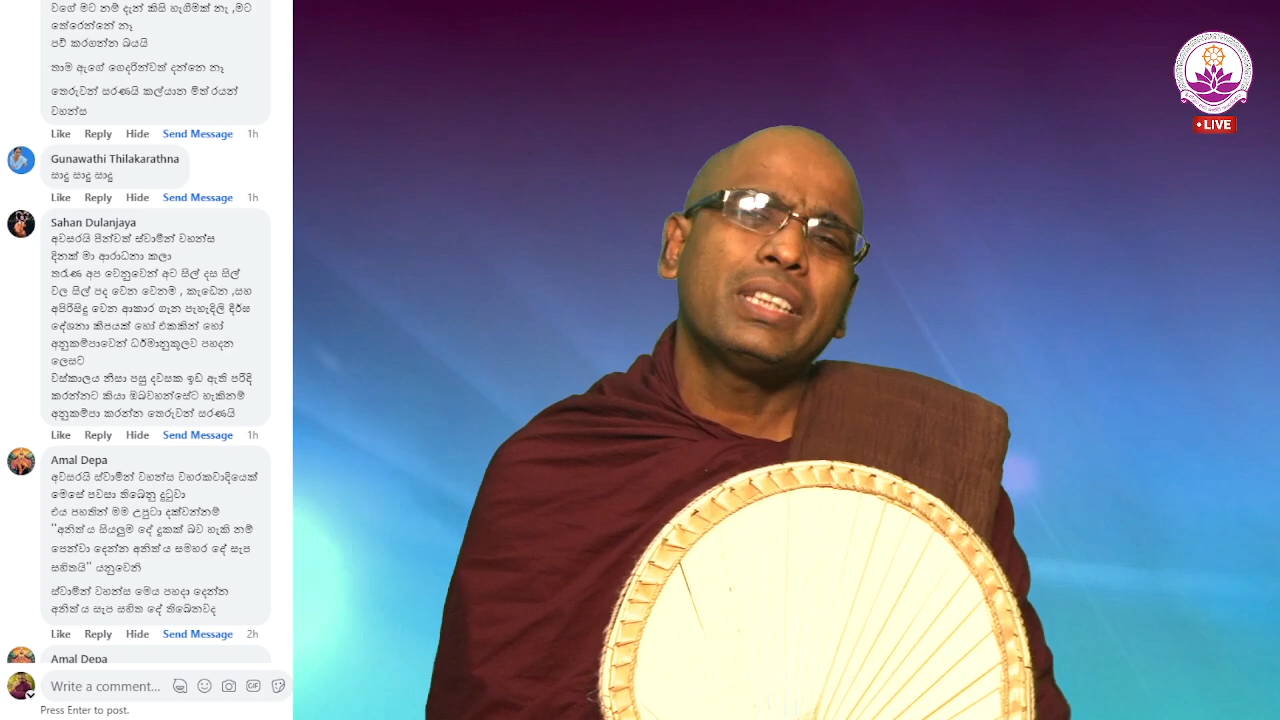 වගේ මට නම් දැන් කිසි හැගීමක් නැ ,මට
තේරෙන්නේ නෑ
පව් කරගන්න බයයි
තාම ඇගේ ගෙදරින්වත් දන්නෙ නෑ
තෙරුවන් සරණයි කල්යාන මිත් රයන්
වහන්ස
Like Reply Hide Send Message 1h
Gunawathi Thilakarathna
සාදු සාදු සාදු
Like Reply Hide Send Message 1h
Sahan Dulanjaya
අවසරයි පින්වත් ස්වාමීන් වහන්ස
දිනක් මා ආරාධනා කලා
තරුණ අප වෙනුවෙන් අට සිල් දස සිල්
වල සිල් පද වෙන වෙනම , කැඩෙන ,සහ
අපිරිසිදු වෙන ආකාර ගැන පැහැදිලි දීර්ඝ
දේශනා කීපයක් හෝ එකකින් හෝ
අනුකම්පාවෙන් ධර්මානුකූලව පහදන
ලෙසට
වස්කාලය නිසා පසු දවසක ඉඩ ඇති පරිදි
කරන්නට කියා ඔබවහන්සේට හැකිනම්
අනුකම්පා කරන්න තෙරුවන් සරණයි
Like Reply Hide Send Message 1h
Amal Depa
අවසරයි ස්වාමීන් වහන්ස වහරකවාදියෙක්
මෙසේ පවසා තිබෙනු දුටුවා
එය පහතින් මම උපුටා දක්වන්නම්
"අනිත් ය සියලුම දේ දුකක් බව හැකි නම්
පෙන්වා දෙන්න අනිත් ය සමහර දේ සැප
සහිතයි" යනුවෙනි
ස්වාමීන් වහන්ස මෙය පහදා දෙන්න
අනිත් ය සැප සහිත දේ තිබෙනවද
Like Reply Hide Send Message 2h
Amal Depa
Write a comment...
GIF
Press Enter to post.
• LIVE